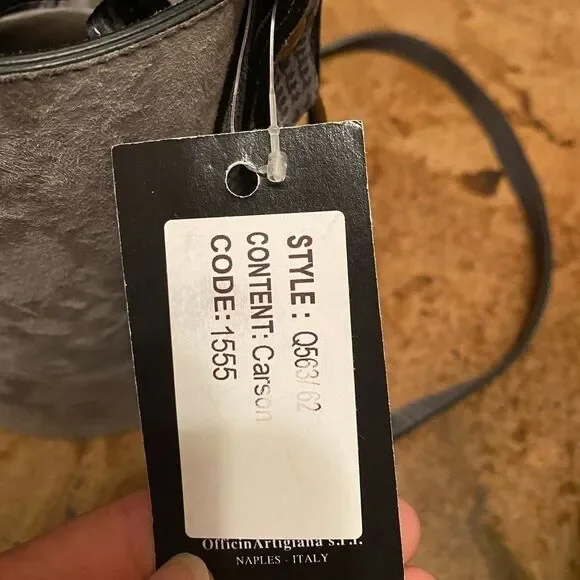 STYLE : Q563/ 62
CONTENT: Carson
CODE: 1555
OfficinArtigiana s.r.l.
NAPLES - ITALY